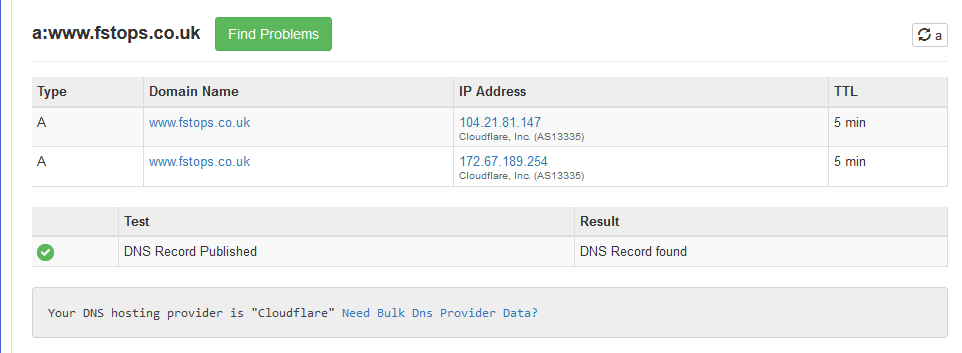 a:www.fstops.co.uk Find Problems a
Type Domain Name IP Address TTL
A www.fstops.co.uk 104.21.81.147 5 min
Cloudflare, Inc. (AS13335)
A www.fstops.co.uk 172.67.189.254 5 min
Cloudflare, Inc. (AS13335)
Test Result
DNS Record Published DNS Record found
Your DNS hosting provider is "Cloudflare" Need Bulk Dns Provider Data?